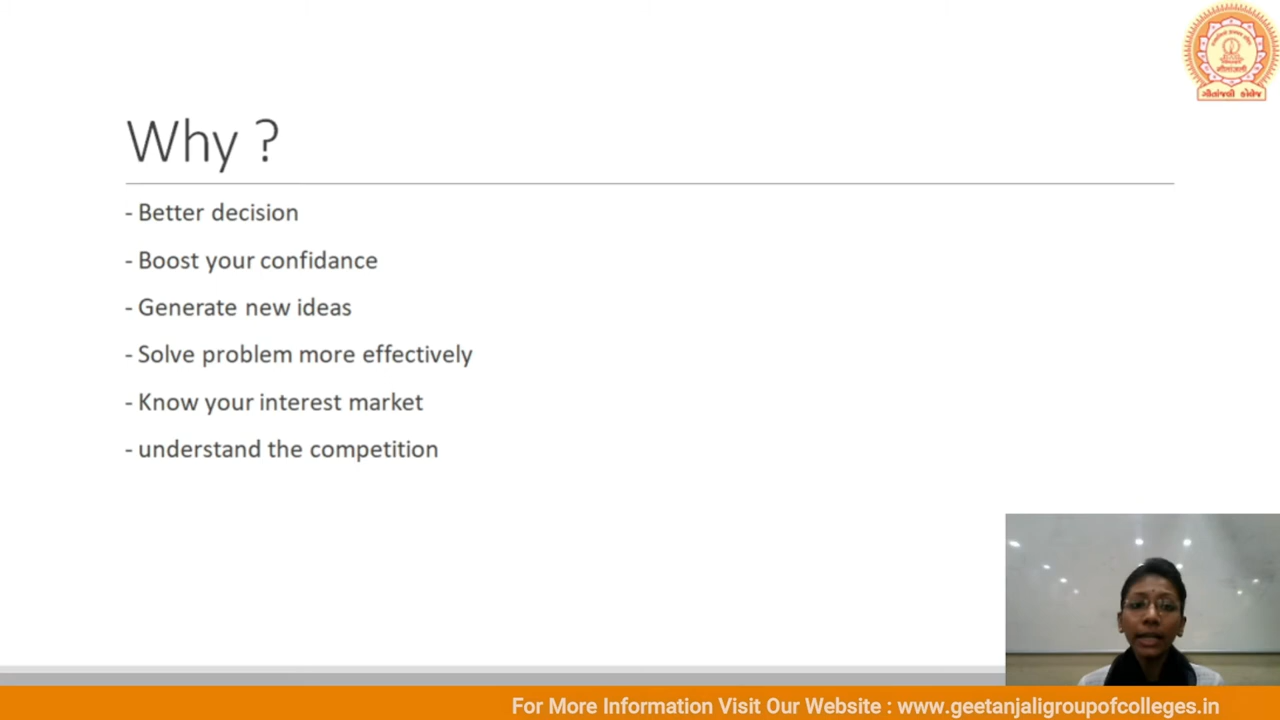 Why ?
- Better decision
- Boost your confidance
- Generate new ideas
- Solve problem more effectively
- Know your interest market
- understand the competition
ગીતાંજલી કોલેજ
For More Information Visit Our Website : www.geetanjaligroupofcolleges.in